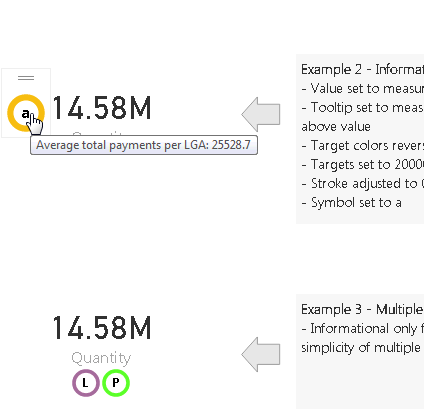 Example 2 - Informat
- Value set to measur
- Tooltip set to meas
above value
- Target colors revers
- Targets set to 20000
- Stroke adjusted to 0
- Symbol set to a
a
14.58M
Average total payments per LGA: 25528.7
Example 3 - Multiple
- Informational only f
simplicity of multiple
14.58M
Quantity
L P